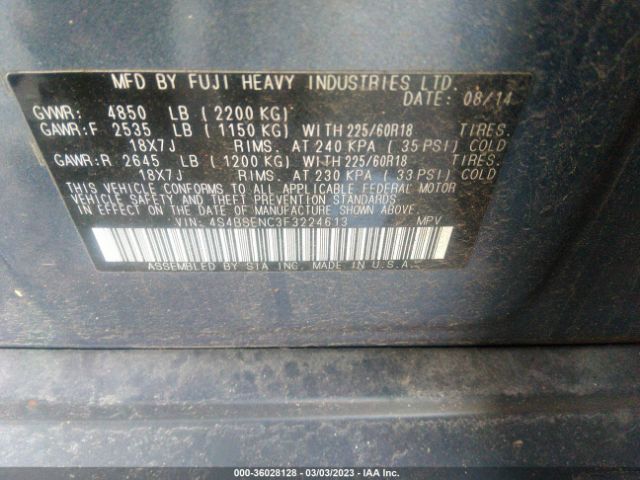 MFD BY FUJI HEAVY INDUSTRIES LTD.
DATE: 08/14
GVWR: 4850 LB (2200 KG)
GAWR:F 2535 LB (1150 KG) WITH 225/60R18 TIRES.
18X7J RIMS. AT 240 KPA (35 PSI) COLD
GAWR:R 2645 LB (1200 KG) WITH 225/60R18 TIRES.
18X7J RIMS. AT 230 KPA (33 PSI) COLD
THIS VEHICLE CONFORMS TO ALL APPLICABLE FEDERAL MOTOR
VEHICLE SAFETY AND THEFT PREVENTION STANDARDS
IN EFFECT ON THE DATE OF MANUFACTURE SHOWN ABOVE.
VIN: 4S4BSENC3F3224613 MPV
ASSEMBLED BY SIA INC. MADE IN U.S.A.
000-36028128 - 03/03/2023 - IAA Inc.